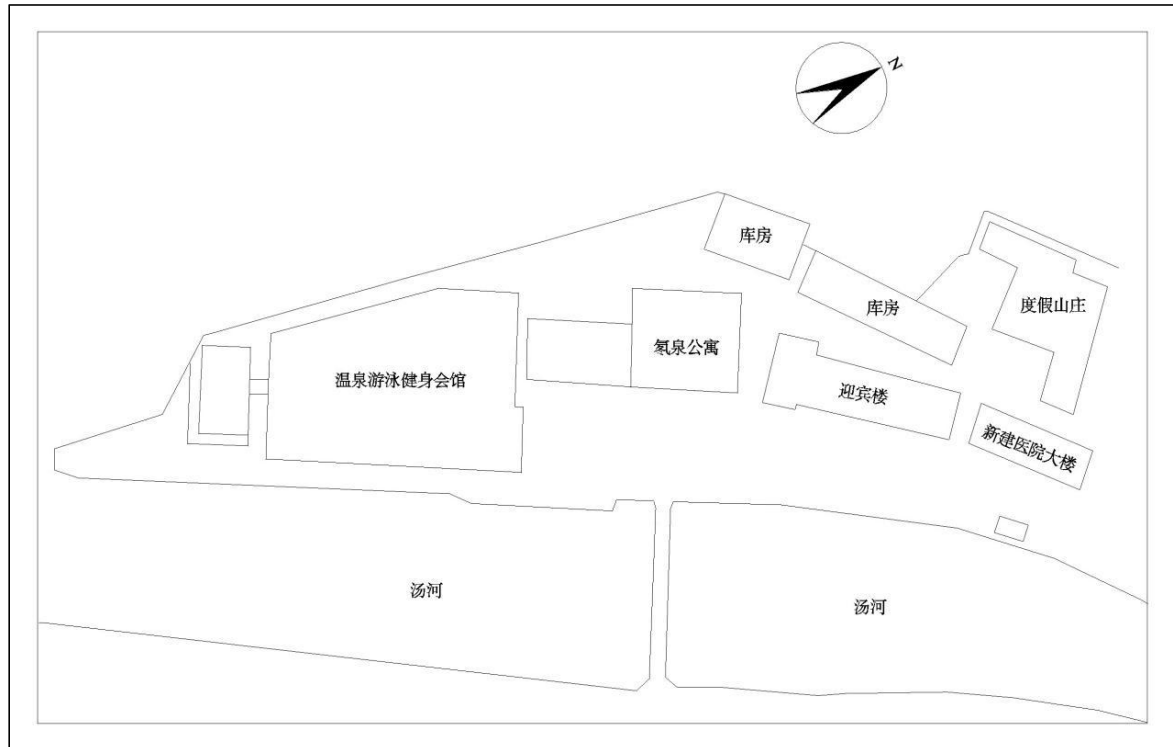 N
库房
库房
度假山庄
氡泉公寓
温泉游泳健身会馆
迎宾楼
新建医院大楼
汤河
汤河